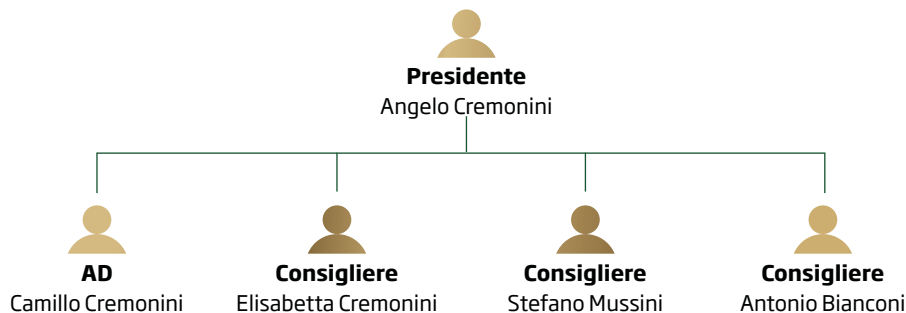 Presidente
Angelo Cremonini
AD
Camillo Cremonini
Consigliere
Elisabetta Cremonini
Consigliere
Stefano Mussini
Consigliere
Antonio Bianconi